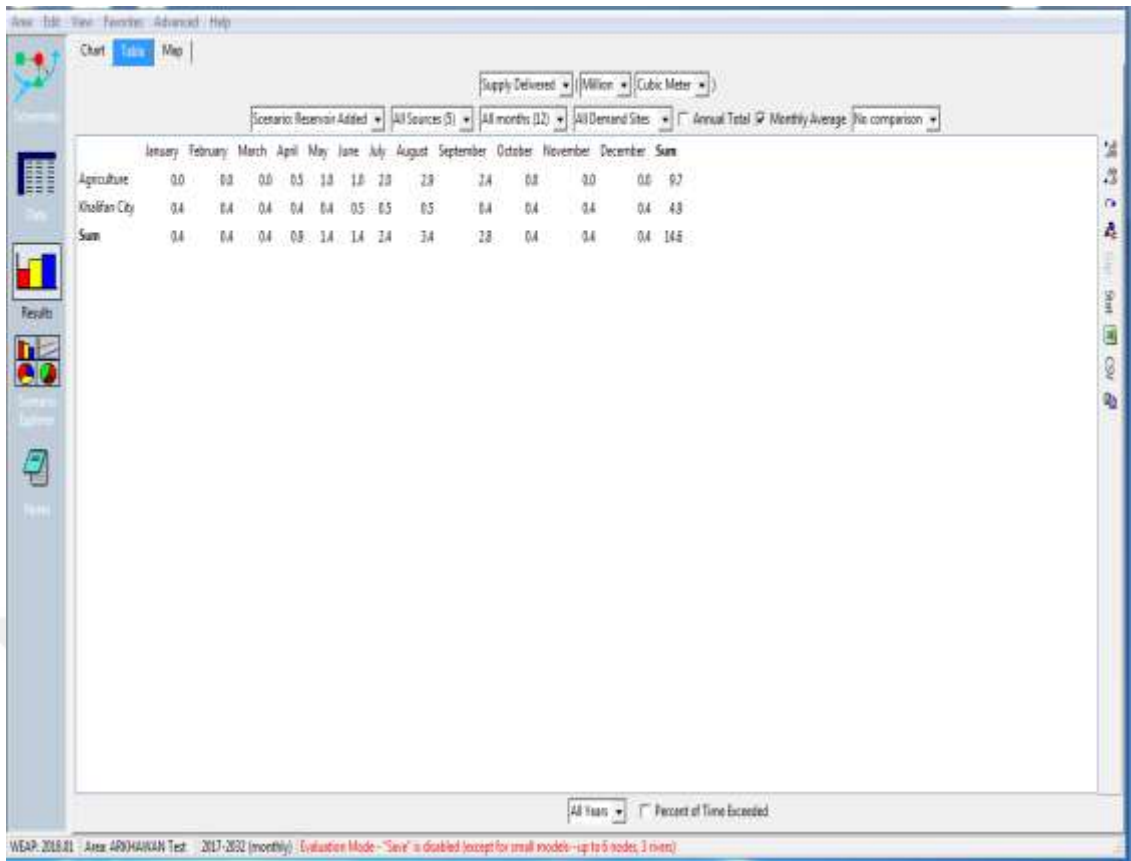 Area Edit View Favorites Advanced Help
Chart Table Map
Supply Delivered ( Million Cubic Meter )
Scenario: Reservoir Added All Sources (5) All months (12) All Demand Sites Annual Total Monthly Average No comparison
January February March April May June July August September October November December Sum
Agriculture 0.0 0.0 0.0 0.5 1.0 1.0 2.0 2.9 2.4 0.0 0.0 0.0 9.7
Khalifan City 0.4 0.4 0.4 0.4 0.4 0.5 0.5 0.5 0.4 0.4 0.4 0.4 4.9
Sum 0.4 0.4 0.4 0.9 1.4 1.4 2.4 3.4 2.8 0.4 0.4 0.4 14.6
Schematic
Data
Results
Scenario
Explorer
Notes
Stat
CSV
All Years Percent of Time Exceeded
WEAP: 2018.01 Area: ARKHAWAN Test 2017-2032 (monthly) Evaluation Mode - "Save" is disabled (except for small models--up to 6 nodes, 3 rivers)